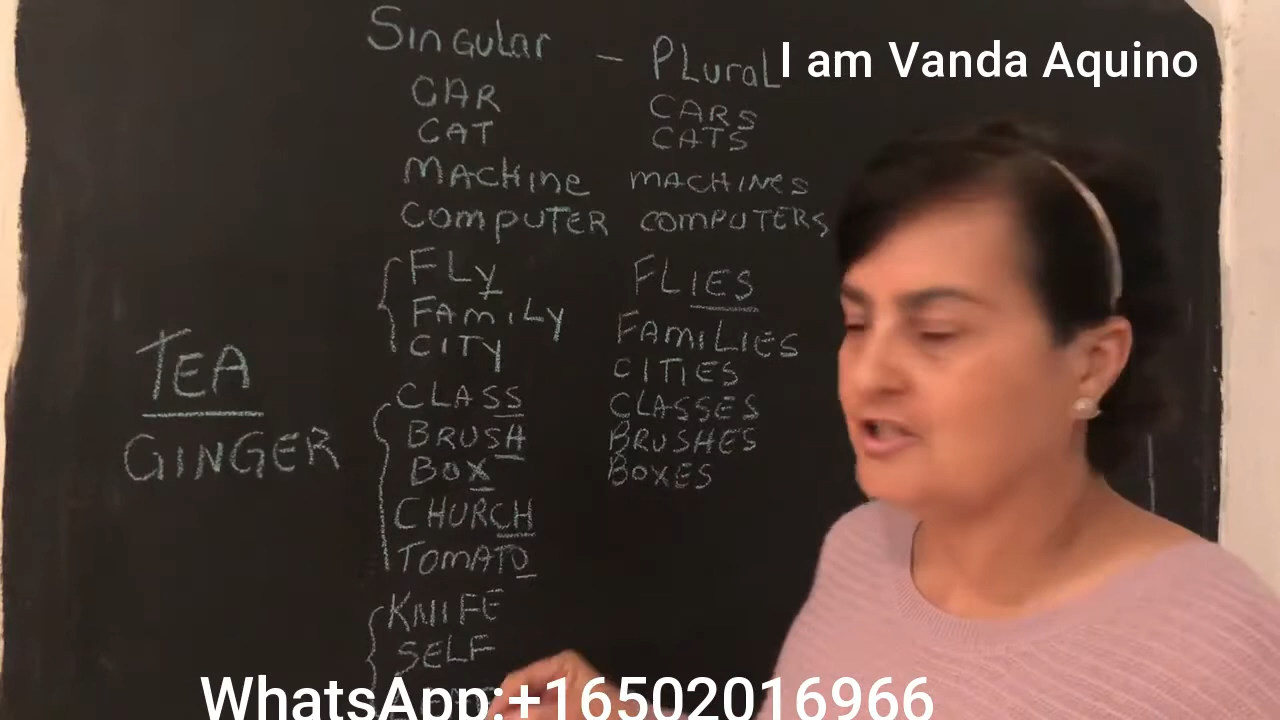 Singular - Plural
I am Vanda Aquino
CAR CARS
CAT CATS
MACHINE MACHINES
COMPUTER COMPUTERS
FLY FLIES
FAMILY FAMILIES
CITY CITIES
CLASS CLASSES
BRUSH BRUSHES
BOX BOXES
CHURCH
TOMATO
KNIFE
SELF
TEA
GINGER
WhatsApp:+16502016966